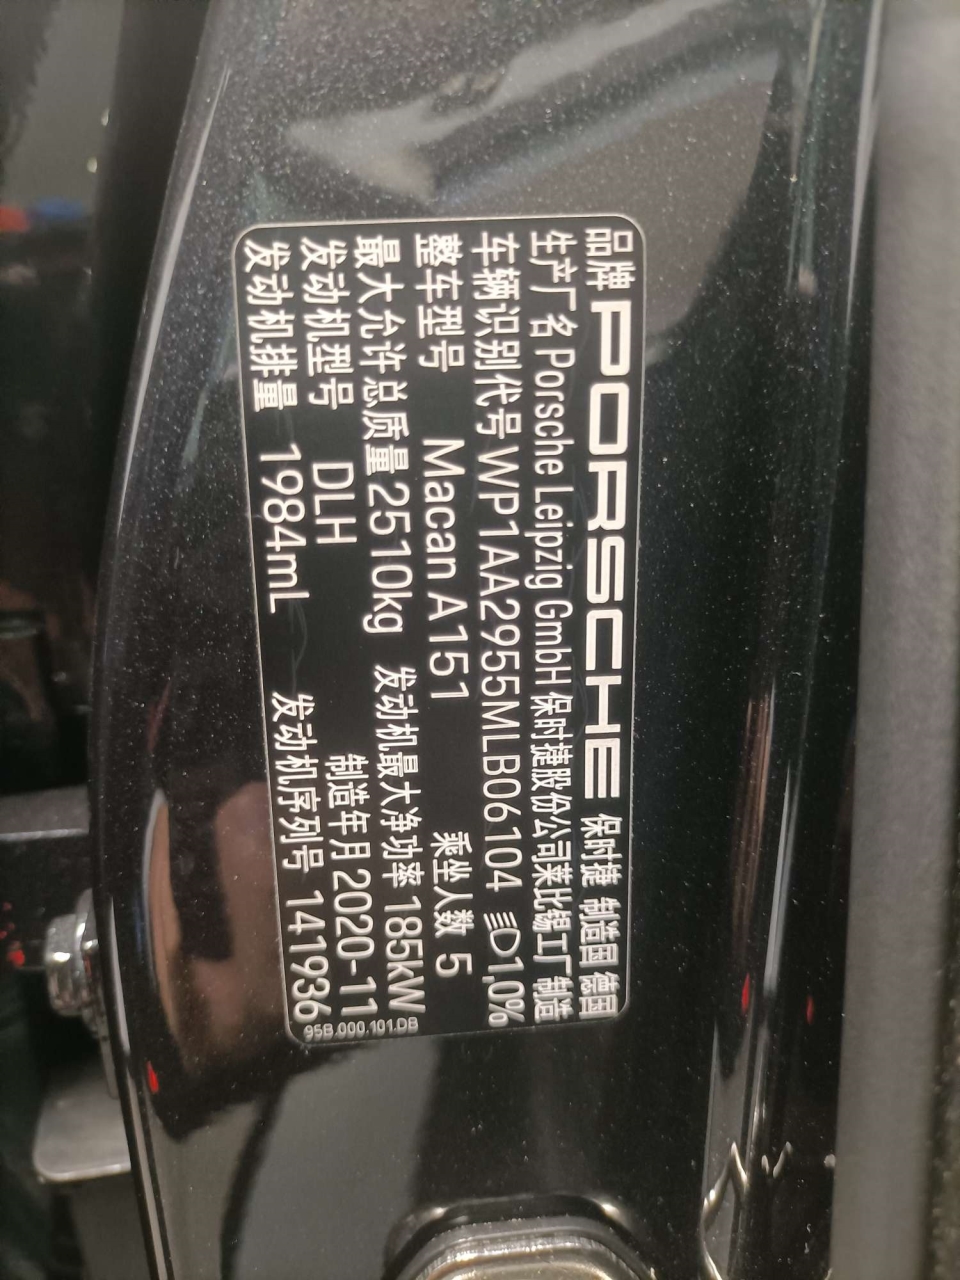 品牌 PORSCHE 保时捷 制造国 德国
生产厂名 Porsche Leipzig GmbH 保时捷股份公司莱比锡工厂制造
车辆识别代号 WP1AA2955MLB06104 1,0%
整车型号 Macan A151 乘坐人数 5
最大允许总质量 2510kg 发动机最大净功率 185kW
发动机型号 DLH 制造年月 2020-11
发动机排量 1984mL 发动机序列号 141936
95B.000.101.DB